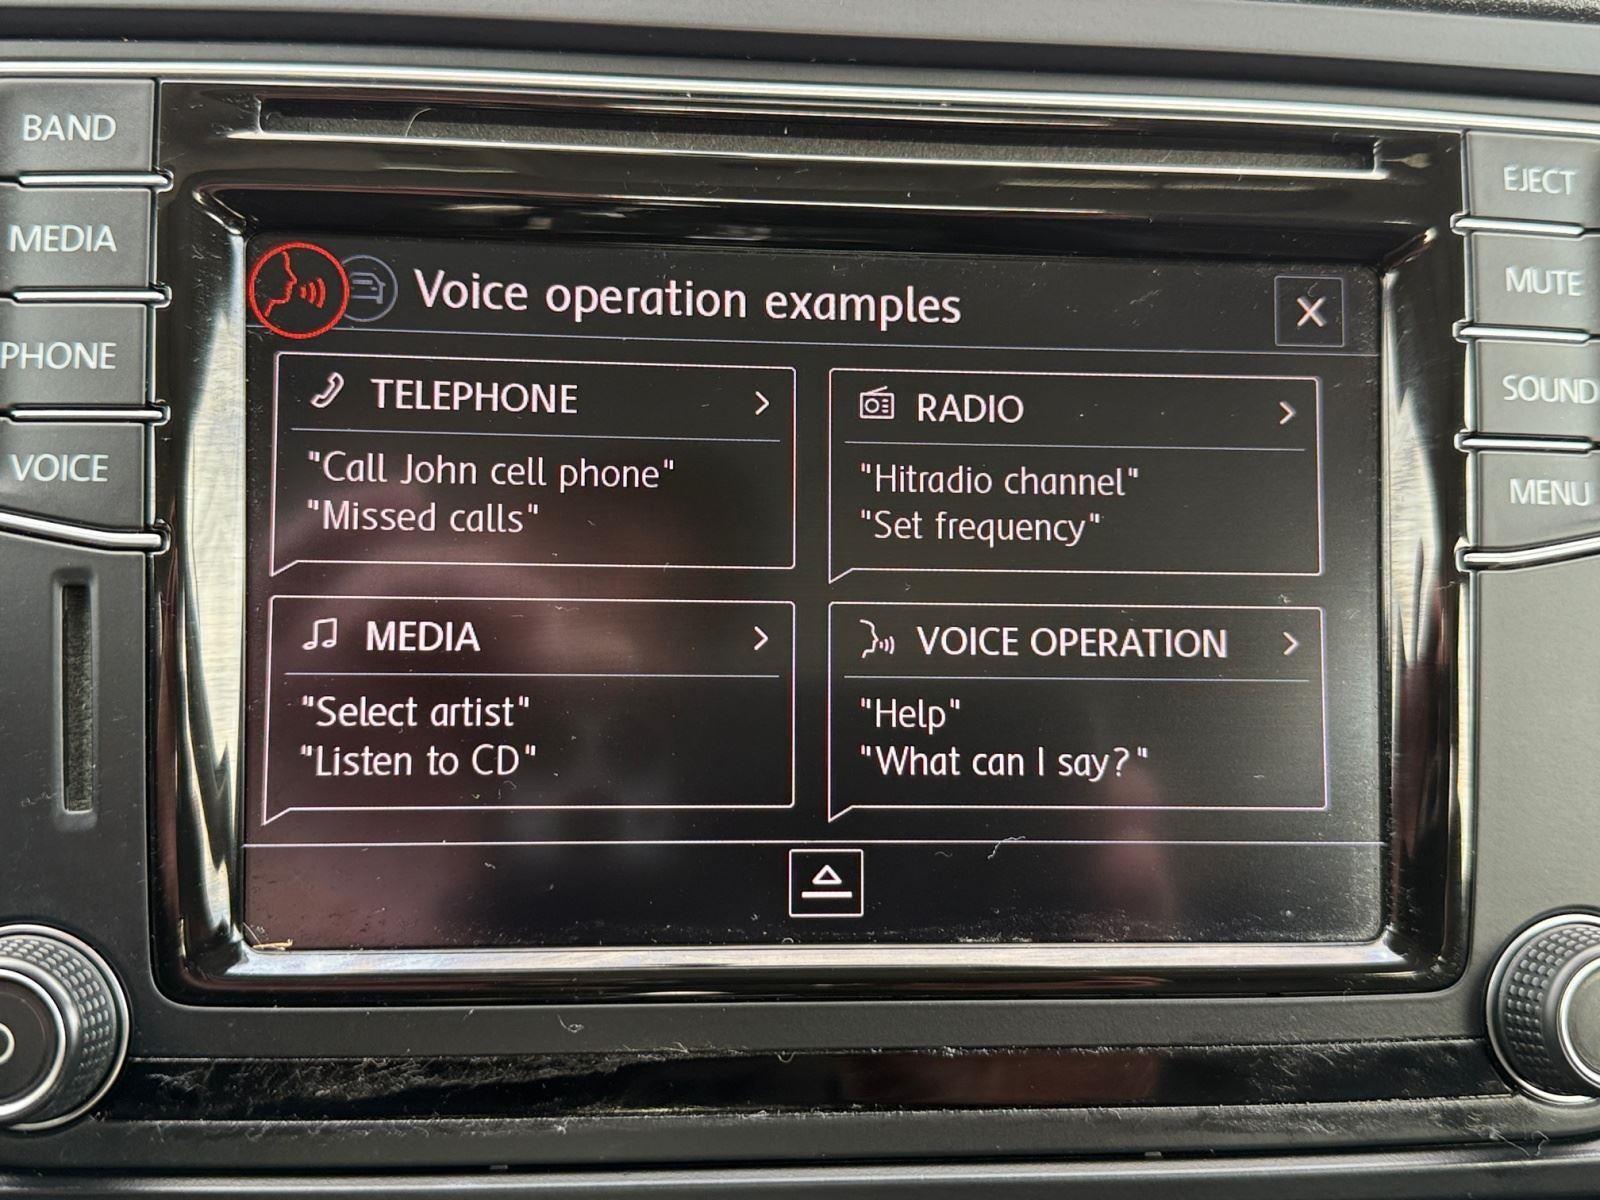 BAND
MEDIA
PHONE
VOICE
EJECT
MUTE
SOUND
MENU
Voice operation examples
TELEPHONE
"Call John cell phone"
"Missed calls"
RADIO
"Hitradio channel"
"Set frequency"
MEDIA
"Select artist"
"Listen to CD"
VOICE OPERATION
"Help"
"What can I say?"